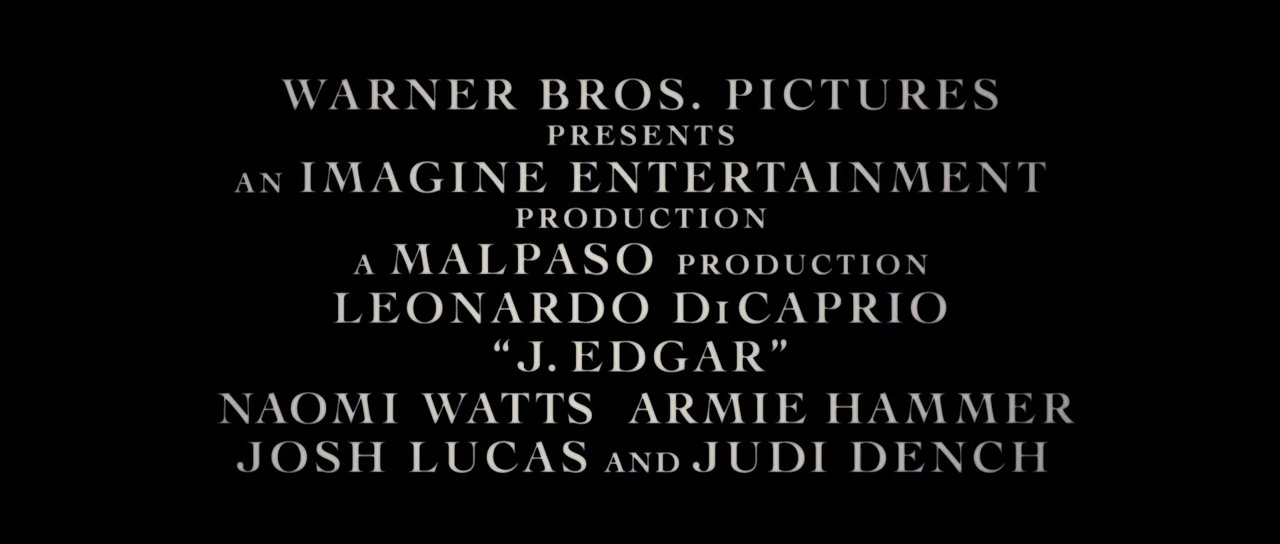 WARNER BROS. PICTURES
PRESENTS
AN IMAGINE ENTERTAINMENT
PRODUCTION
A MALPASO PRODUCTION
LEONARDO DiCAPRIO
“J. EDGAR”
NAOMI WATTS ARMIE HAMMER
JOSH LUCAS AND JUDI DENCH